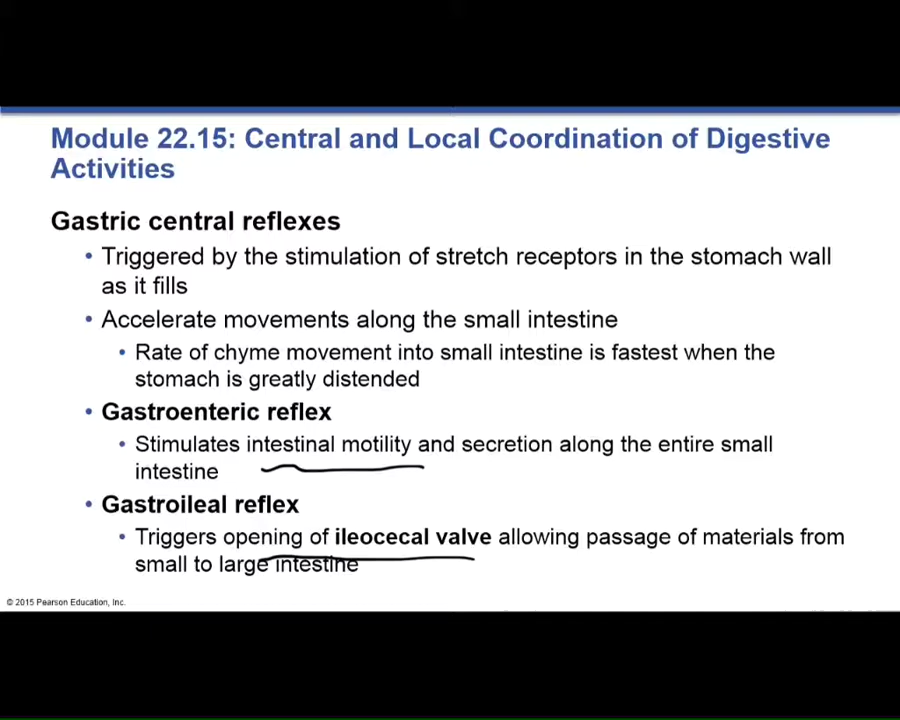 Module 22.15: Central and Local Coordination of Digestive
Activities
Gastric central reflexes
• Triggered by the stimulation of stretch receptors in the stomach wall
as it fills
• Accelerate movements along the small intestine
• Rate of chyme movement into small intestine is fastest when the
stomach is greatly distended
• Gastroenteric reflex
• Stimulates intestinal motility and secretion along the entire small
intestine
• Gastroileal reflex
• Triggers opening of ileocecal valve allowing passage of materials from
small to large intestine
© 2015 Pearson Education, Inc.